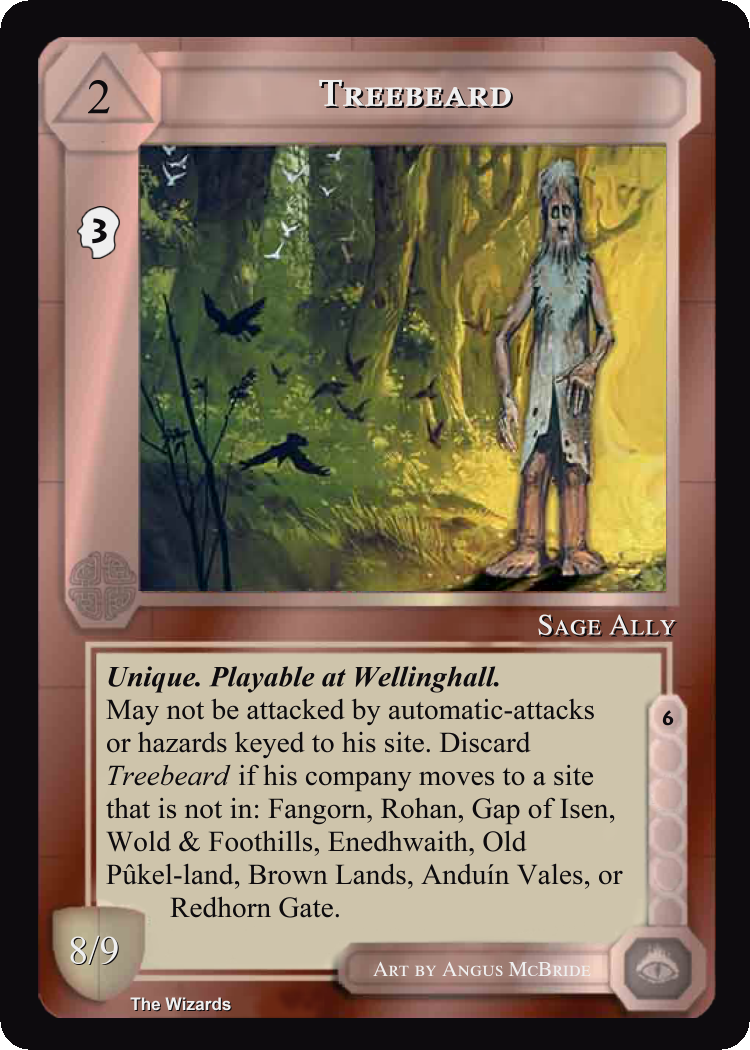 2
Treebeard
3
Sage Ally
Unique. Playable at Wellinghall.
May not be attacked by automatic-attacks
or hazards keyed to his site. Discard
Treebeard if his company moves to a site
that is not in: Fangorn, Rohan, Gap of Isen,
Wold & Foothills, Enedhwaith, Old
Pûkel-land, Brown Lands, Anduín Vales, or
Redhorn Gate.
6
8/9
Art by Angus McBride
The Wizards